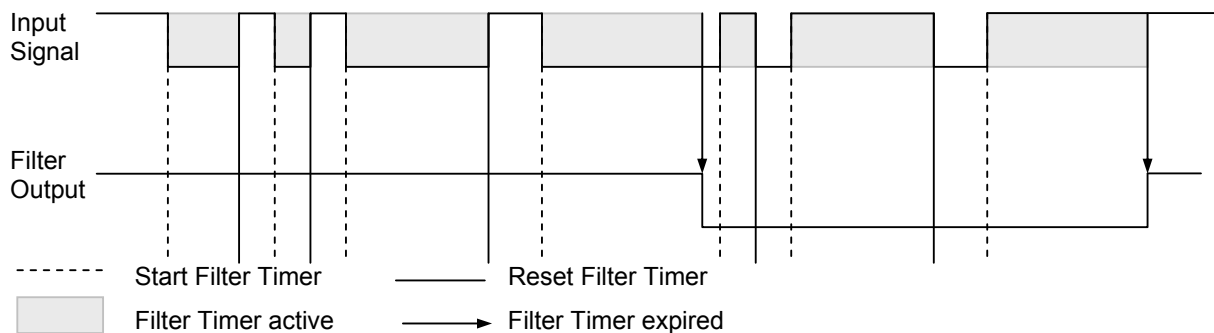 Input
Signal
Filter
Output
Start Filter Timer
Reset Filter Timer
Filter Timer active
Filter Timer expired